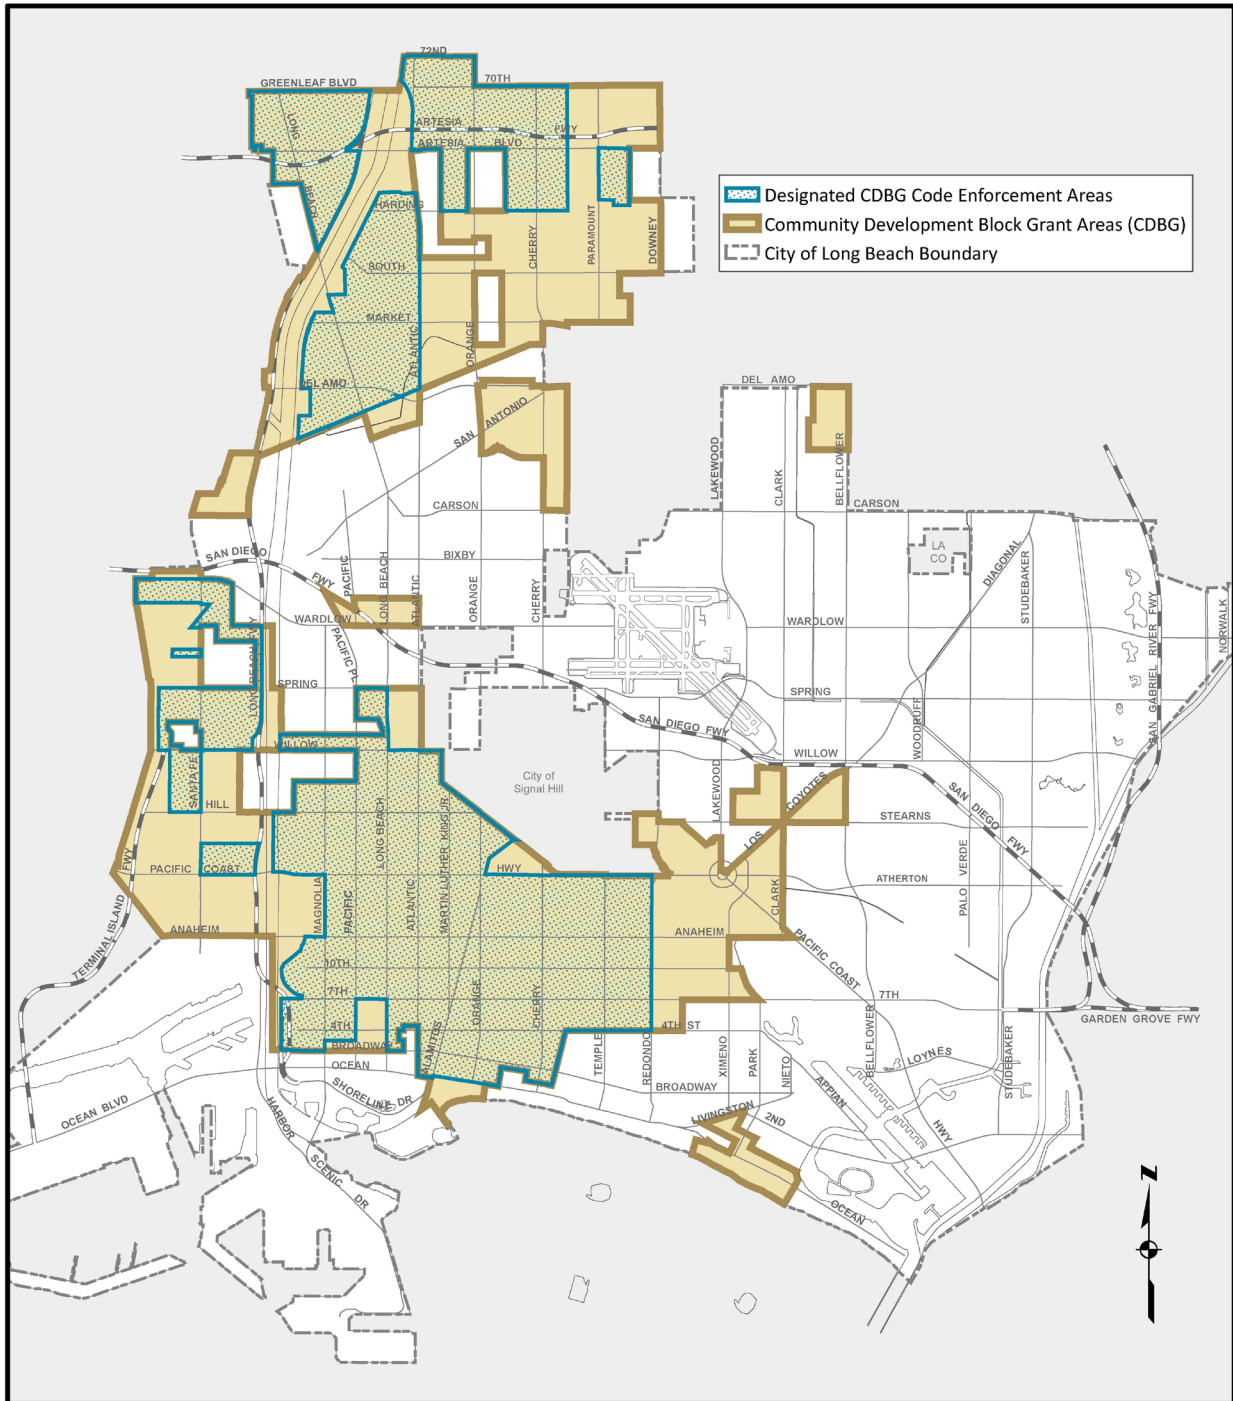 72ND
GREENLEAF BLVD
70TH
LONG
ARTESIA
FWY
ARTESIA BLVD
BEACH
HARDING
CHERRY
PARAMOUNT
DOWNEY
Designated CDBG Code Enforcement Areas
Community Development Block Grant Areas (CDBG)
City of Long Beach Boundary
SOUTH
MARKET
ATLANTIC
ORANGE
DEL AMO
DEL AMO
SAN ANTONIO
LAKEWOOD
CLARK
BELLFLOWER
CARSON
CARSON
SAN DIEGO
FWY
BIXBY
PACIFIC
LONG BEACH
ATLANTIC
ORANGE
CHERRY
LA
CO
DIAGONAL
STUDEBAKER
WARDLOW
WARDLOW
SAN GABRIEL RIVER FWY
NORWALK
PACIFIC PL
SPRING
SPRING
SAN DIEGO FWY
WILLOW
WILLOW
WOODRUFF
City of
Signal Hill
LAKEWOOD
LOS COYOTES
SAN DIEGO
FWY
SANTA FE
HILL
LONG BEACH
MARTIN LUTHER KING JR
STEARNS
PALO VERDE
PACIFIC COAST
HWY
ATHERTON
TERMINAL ISLAND
FWY
MAGNOLIA
PACIFIC
ATLANTIC
CLARK
ANAHEIM
ANAHEIM
PACIFIC COAST
10TH
7TH
7TH
GARDEN GROVE FWY
4TH
4TH ST
ORANGE
CHERRY
ALAMITOS
BROADWAY
OCEAN
TEMPLE
REDONDO
XIMENO
PARK
NIETO
BELLFLOWER
LOYNES
STUDEBAKER
BROADWAY
APPIAN
SHORELINE DR
OCEAN BLVD
HARBOR
SCENIC DR
LIVINGSTON
2ND
HWY
OCEAN
N